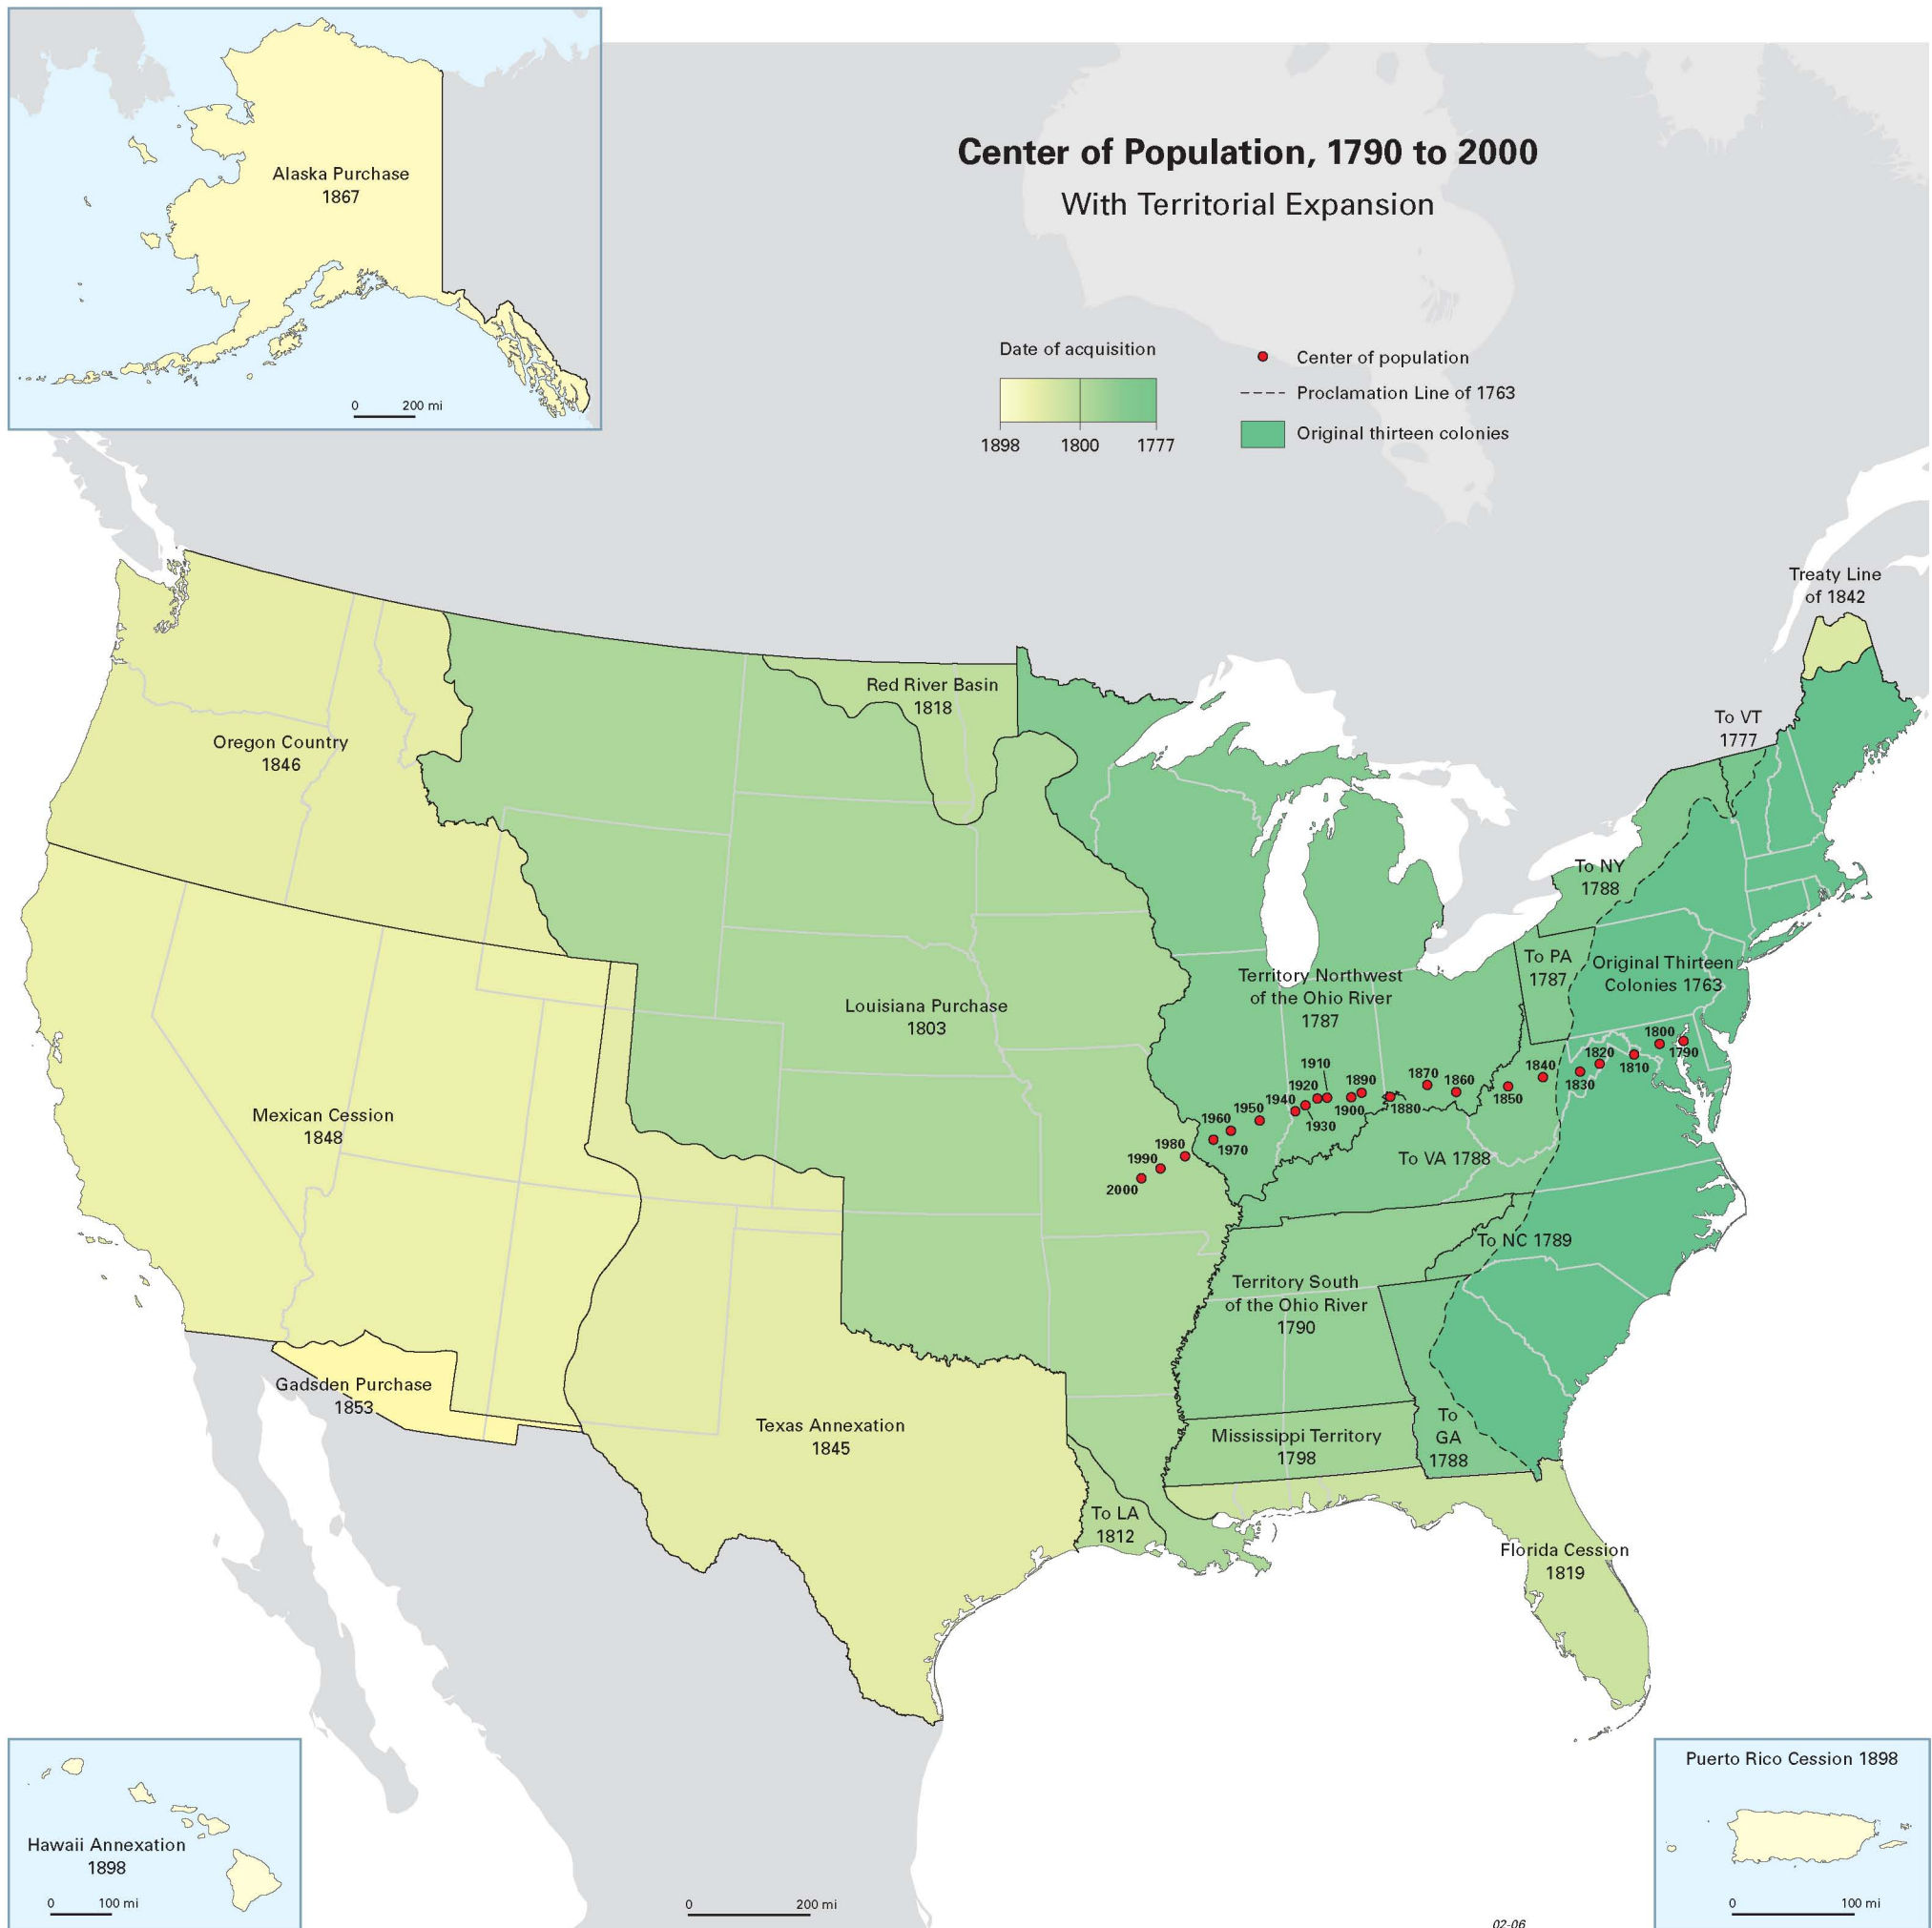 Center of Population, 1790 to 2000
With Territorial Expansion
Alaska Purchase
1867
0 200 mi
Date of acquisition
1898 1800 1777
Center of population
Proclamation Line of 1763
Original thirteen colonies
Treaty Line
of 1842
To VT
1777
Red River Basin
1818
Oregon Country
1846
To NY
1788
To PA
1787
Original Thirteen
Colonies 1763
Territory Northwest
of the Ohio River
1787
Louisiana Purchase
1803
Mexican Cession
1848
1790
1800
1810
1820
1830
1840
1850
1860
1870
1880
1890
1900
1910
1920
1930
1940
1950
1960
1970
1980
1990
2000
To VA 1788
To NC 1789
Territory South
of the Ohio River
1790
Gadsden Purchase
1853
Texas Annexation
1845
Mississippi Territory
1798
To
GA
1788
To LA
1812
Florida Cession
1819
Hawaii Annexation
1898
0 100 mi
0 200 mi
Puerto Rico Cession 1898
0 100 mi
02-06